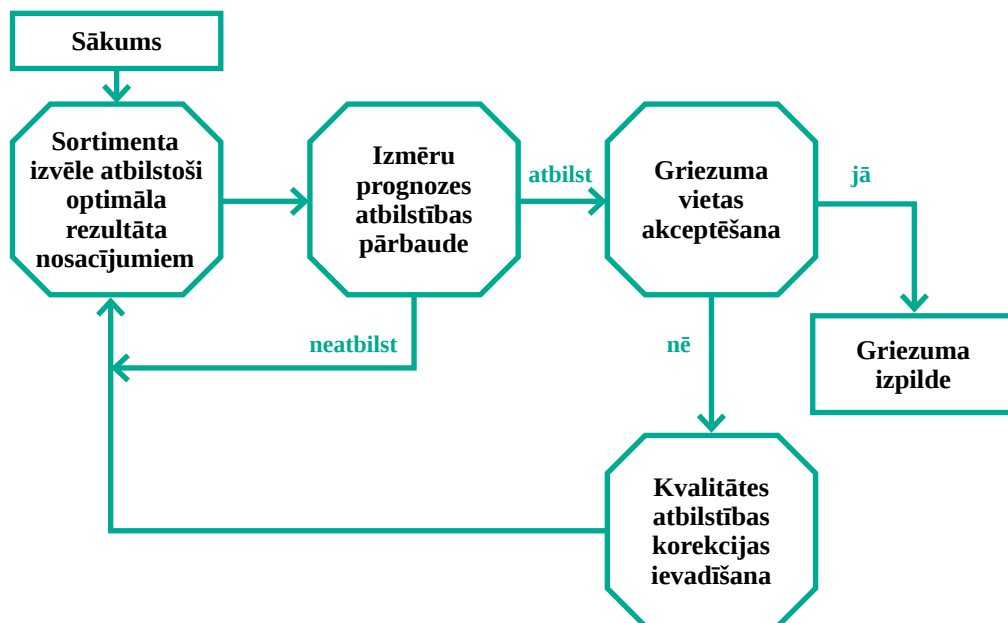 Sākums
Sortimenta
izvēle atbilstoši
optimāla
rezultāta
nosacījumiem
Izmēru
prognozes
atbilstības
pārbaude
atbilst
Griezuma
vietas
akceptēšana
jā
neatbilst
nē
Griezuma
izpilde
Kvalitātes
atbilstības
korekcijas
ievadīšana